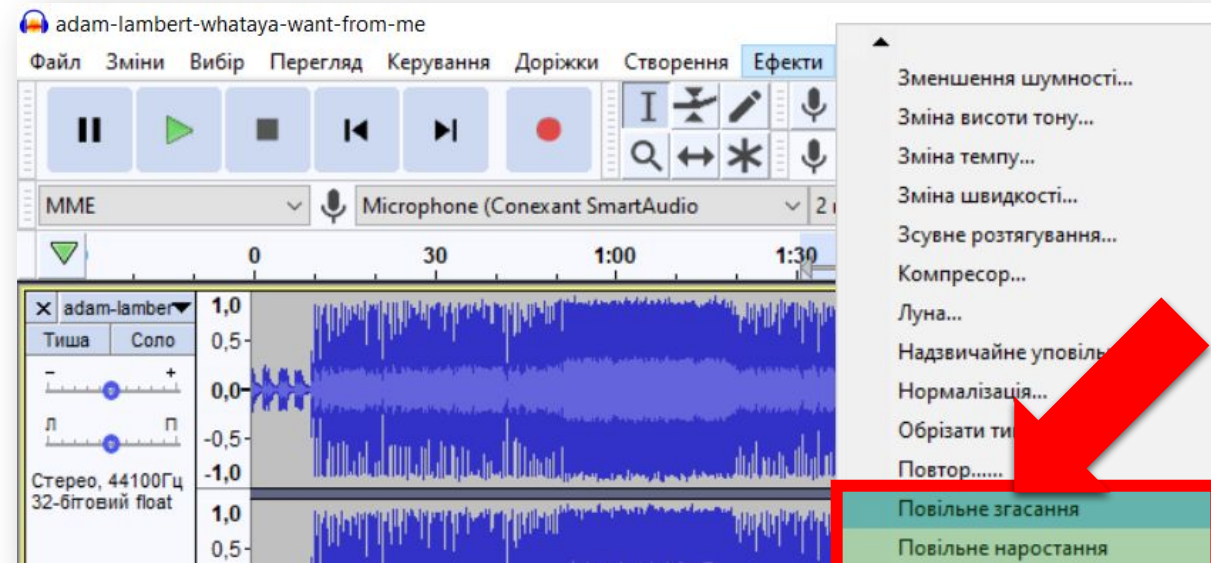 adam-lambert-whataya-want-from-me
Файл Зміни Вибір Перегляд Керування Доріжки Створення Ефекти
MME Microphone (Conexant SmartAudio 2
0 30 1:00 1:30
adam-lamber
Тиша Соло
- +
Л П
Стерео, 44100Гц
32-бітовий float
1,0
0,5
0,0
-0,5
-1,0
1,0
0,5
Зменшення шумності...
Зміна висоти тону...
Зміна темпу...
Зміна швидкості...
Зсувне розтягування...
Компресор...
Луна...
Надзвичайне
Нормалізація...
Обрізати
Повтор......
Повільне згасання
Повільне наростання